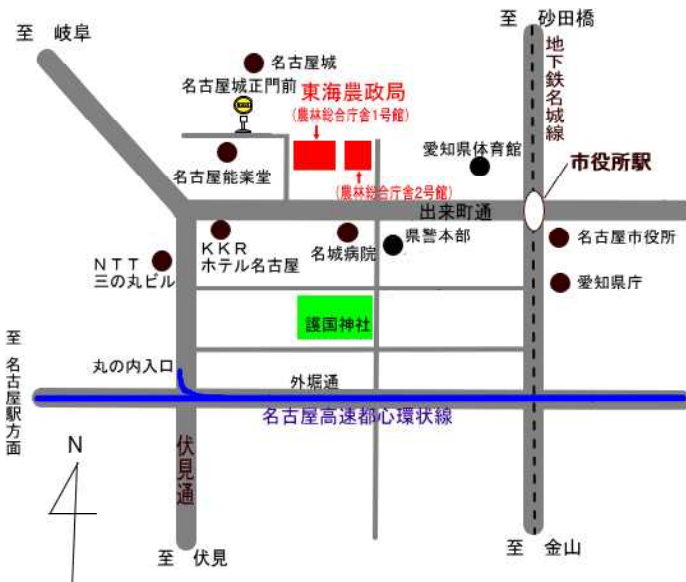 至 砂田橋
至 岐阜
地下鉄名城線
名古屋城
名古屋城正門前
東海農政局
(農林総合庁舎1号館)
愛知県体育館
市役所駅
名古屋能楽堂
(農林総合庁舎2号館)
出来町通
KKR
ホテル名古屋
名城病院
県警本部
名古屋市役所
NTT
三の丸ビル
愛知県庁
護国神社
至 名古屋駅方面
丸の内入口
外堀通
名古屋高速都心環状線
N
伏見通
至 伏見
至 金山